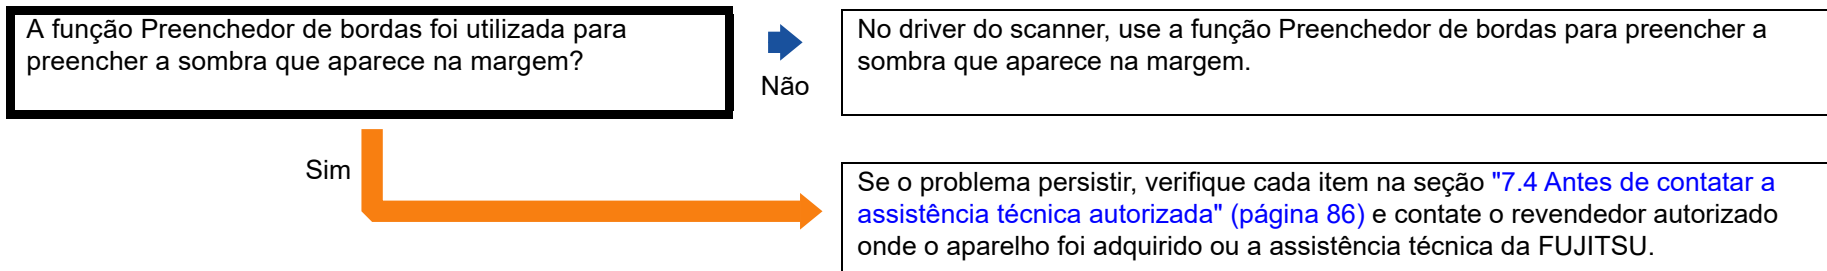 A função Preenchedor de bordas foi utilizada para
preencher a sombra que aparece na margem?
Não
No driver do scanner, use a função Preenchedor de bordas para preencher a
sombra que aparece na margem.
Sim
Se o problema persistir, verifique cada item na seção "7.4 Antes de contatar a
assistência técnica autorizada" (página 86) e contate o revendedor autorizado
onde o aparelho foi adquirido ou a assistência técnica da FUJITSU.